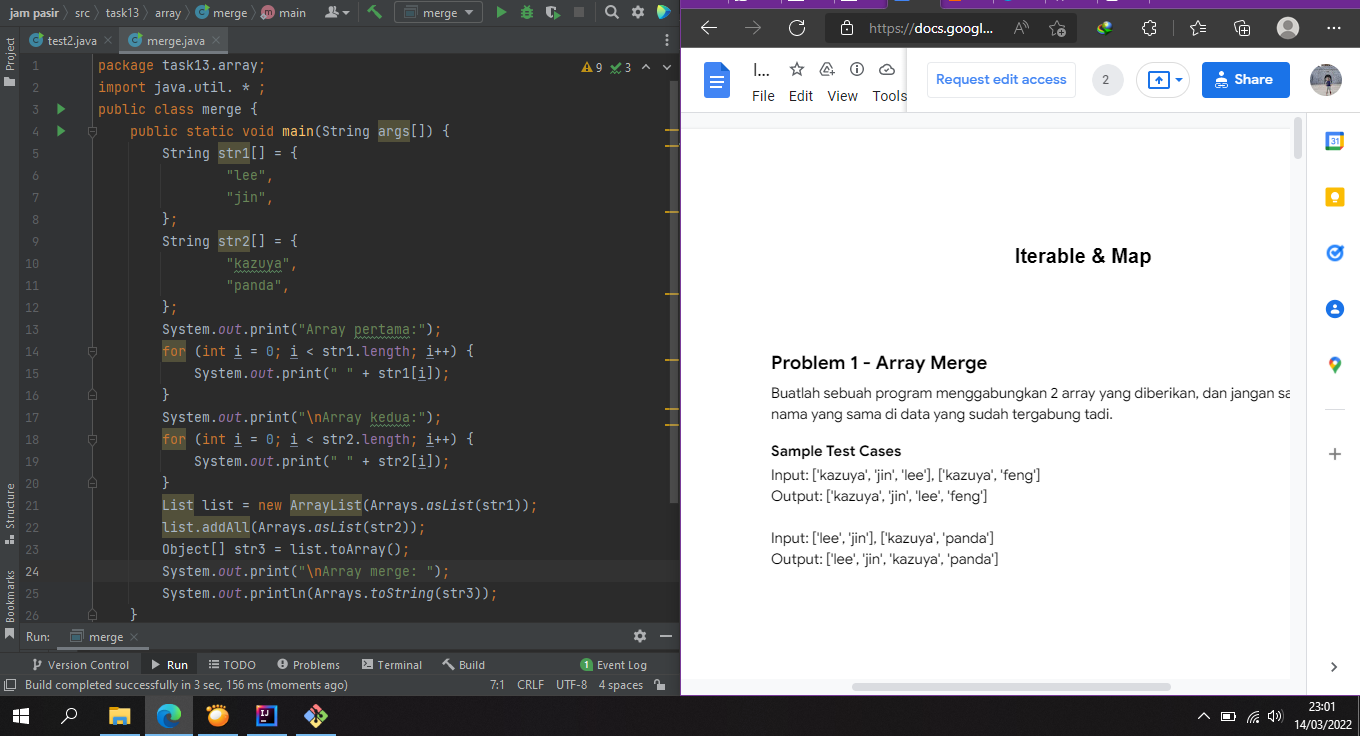 jam pasir > src > task13 > array > merge > main merge
Project
test2.java
merge.java
9 3
1 package task13.array;
2 import java.util. * ;
3 public class merge {
4 public static void main(String args[]) {
5 String str1[] = {
6 "lee",
7 "jin",
8 };
9 String str2[] = {
10 "kazuya",
11 "panda",
12 };
13 System.out.print("Array pertama:");
14 for (int i = 0; i < str1.length; i++) {
15 System.out.print(" " + str1[i]);
16 }
17 System.out.print("\nArray kedua:");
18 for (int i = 0; i < str2.length; i++) {
19 System.out.print(" " + str2[i]);
20 }
21 List list = new ArrayList(Arrays.asList(str1));
22 list.addAll(Arrays.asList(str2));
23 Object[] str3 = list.toArray();
24 System.out.print("\nArray merge: ");
25 System.out.println(Arrays.toString(str3));
26 }
Structure
Bookmarks
Run: merge
Version Control Run TODO Problems Terminal Build 1 Event Log
Build completed successfully in 3 sec, 156 ms (moments ago) 7:1 CRLF UTF-8 4 spaces
https://docs.googl...
I...
File Edit View Tools
Request edit access
2
Share
31
Iterable & Map
Problem 1 - Array Merge
Buatlah sebuah program menggabungkan 2 array yang diberikan, dan jangan sa
nama yang sama di data yang sudah tergabung tadi.
Sample Test Cases
Input: ['kazuya', 'jin', 'lee'], ['kazuya', 'feng']
Output: ['kazuya', 'jin', 'lee', 'feng']
Input: ['lee', 'jin'], ['kazuya', 'panda']
Output: ['lee', 'jin', 'kazuya', 'panda']
23:01
14/03/2022